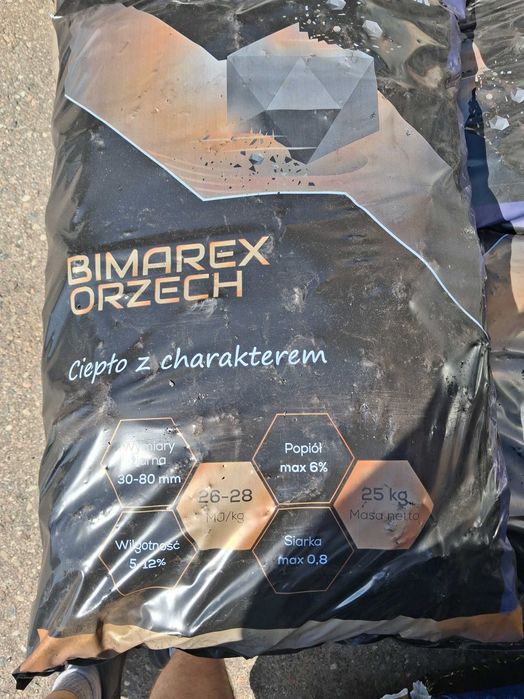 BIMAREX
ORZECH
Ciepło z charakterem
Wymiary
ziarna
30-80 mm
26-28
MJ/kg
Popiół
max 6%
25 kg
Masa netto
Wilgotność
5-12%
Siarka
max 0,8